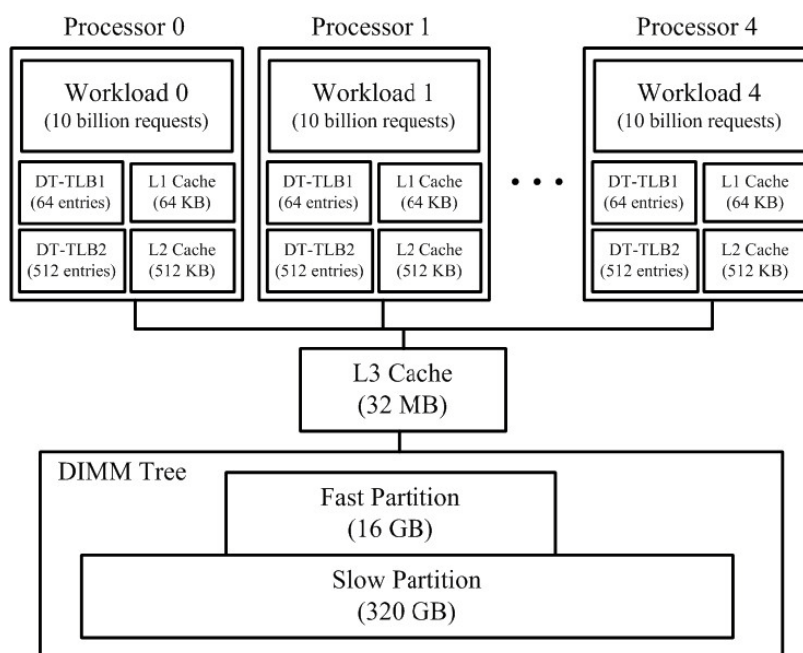 Processor 0
Processor 1
Processor 4
Workload 0
(10 billion requests)
Workload 1
(10 billion requests)
Workload 4
(10 billion requests)
DT-TLB1
(64 entries)
L1 Cache
(64 KB)
DT-TLB1
(64 entries)
L1 Cache
(64 KB)
DT-TLB1
(64 entries)
L1 Cache
(64 KB)
DT-TLB2
(512 entries)
L2 Cache
(512 KB)
DT-TLB2
(512 entries)
L2 Cache
(512 KB)
DT-TLB2
(512 entries)
L2 Cache
(512 KB)
L3 Cache
(32 MB)
DIMM Tree
Fast Partition
(16 GB)
Slow Partition
(320 GB)